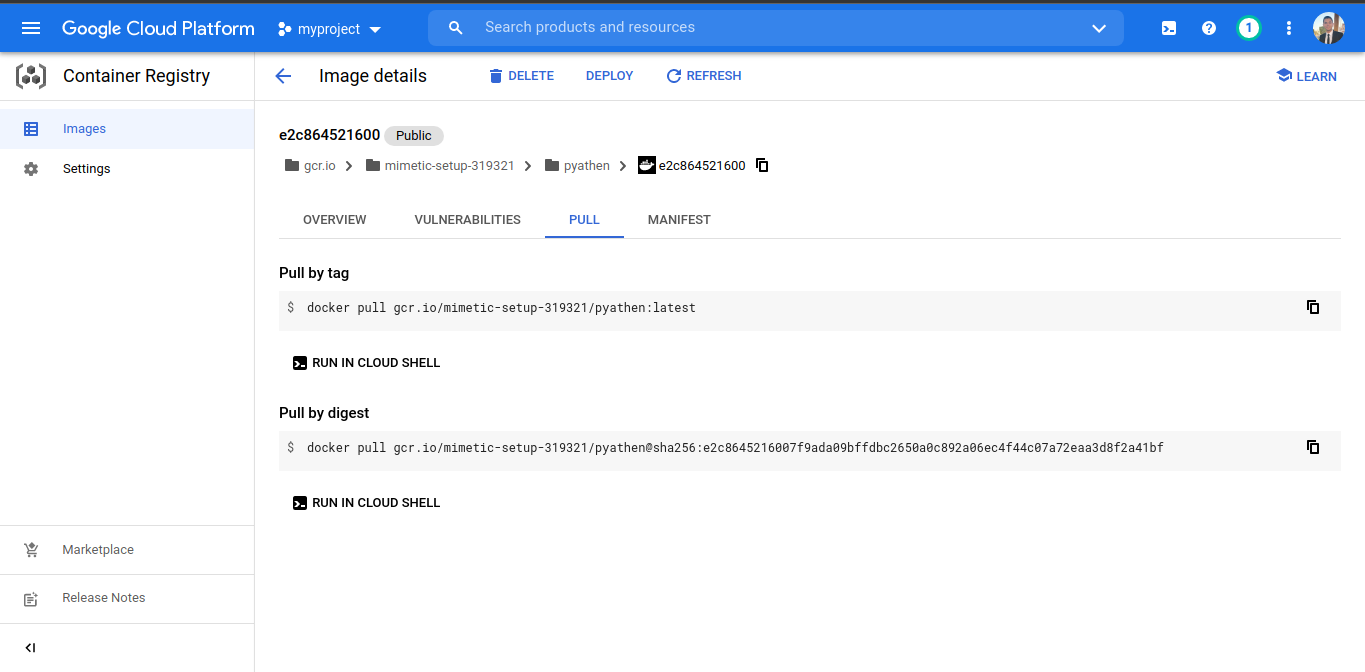 Google Cloud Platform
myproject
Search products and resources
1
Container Registry
Image details
DELETE
DEPLOY
REFRESH
LEARN
Images
Settings
e2c864521600
Public
gcr.io
mimetic-setup-319321
pyathen
e2c864521600
OVERVIEW
VULNERABILITIES
PULL
MANIFEST
Pull by tag
$ docker pull gcr.io/mimetic-setup-319321/pyathen:latest
RUN IN CLOUD SHELL
Pull by digest
$ docker pull gcr.io/mimetic-setup-319321/pyathen@sha256:e2c8645216007f9ada09bffdbc2650a0c892a06ec4f44c07a72eaa3d8f2a41bf
RUN IN CLOUD SHELL
Marketplace
Release Notes